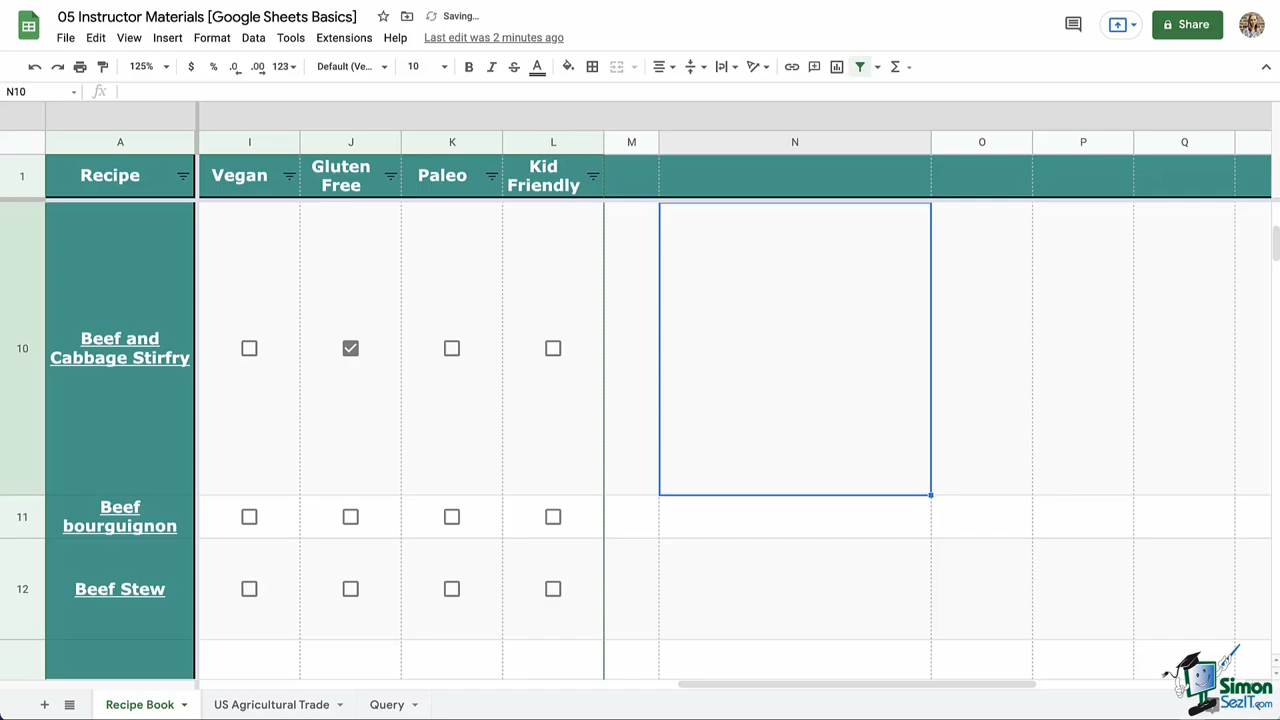 05 Instructor Materials [Google Sheets Basics]
Saving...
File Edit View Insert Format Data Tools Extensions Help Last edit was 2 minutes ago
Share
125% $ % .0 .00 123 Default (Ve... 10 B I S A Σ
N10 fx
A I J K L M N O P Q
1 Recipe Vegan Gluten Free Paleo Kid Friendly
10 Beef and
Cabbage Stirfry
11 Beef
bourguignon
12 Beef Stew
Recipe Book US Agricultural Trade Query
Simon
SezIT.com